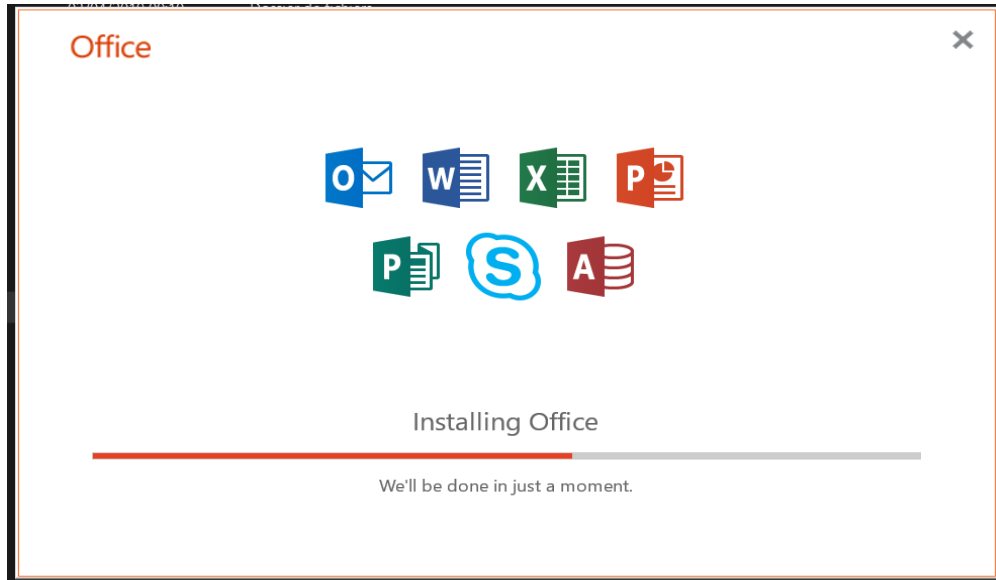 Office
O W X P
P S A
Installing Office
We'll be done in just a moment.